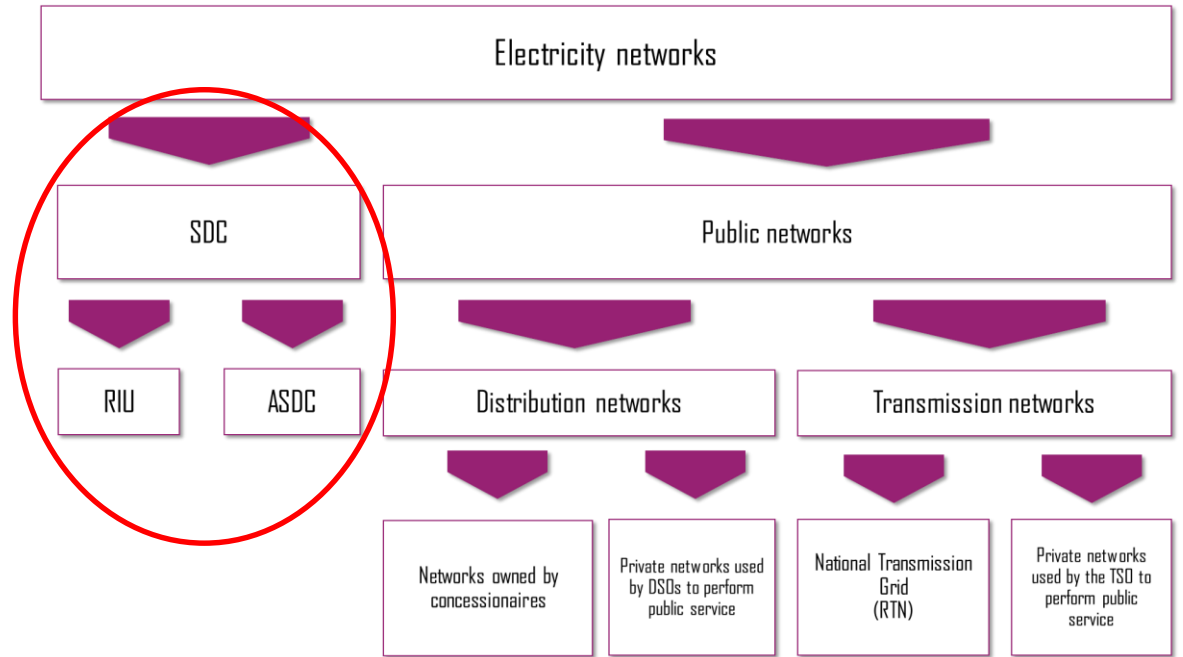 Electricity networks
SDC
Public networks
RIU
ASDC
Distribution networks
Transmission networks
Networks owned by
concessionaires
Private networks used
by DSOs to perform
public service
National Transmission
Grid
(RTN)
Private networks
used by the TSO to
perform public
service